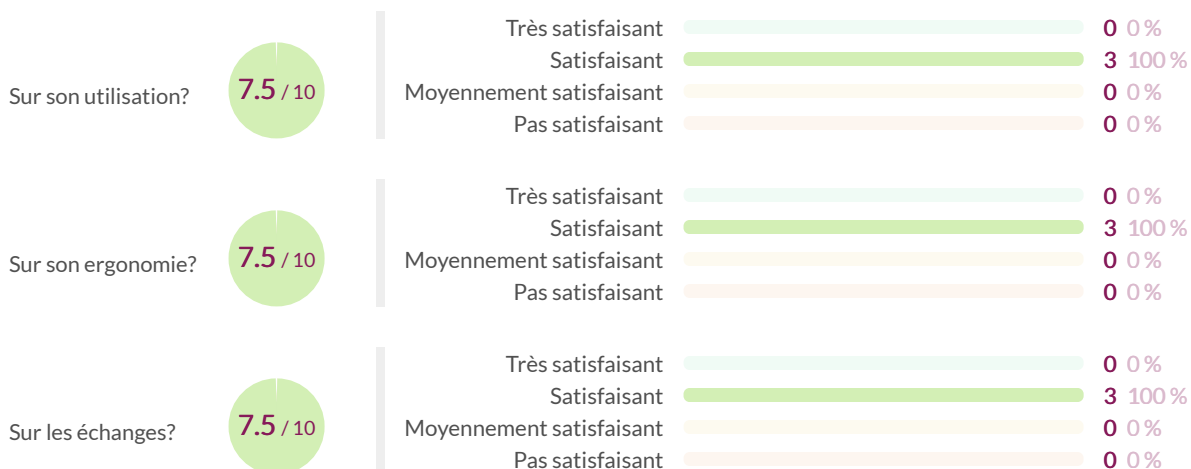 Sur son utilisation?
7.5 / 10
Très satisfaisant 0 0 %
Satisfaisant 3 100 %
Moyennement satisfaisant 0 0 %
Pas satisfaisant 0 0 %
Sur son ergonomie?
7.5 / 10
Très satisfaisant 0 0 %
Satisfaisant 3 100 %
Moyennement satisfaisant 0 0 %
Pas satisfaisant 0 0 %
Sur les échanges?
7.5 / 10
Très satisfaisant 0 0 %
Satisfaisant 3 100 %
Moyennement satisfaisant 0 0 %
Pas satisfaisant 0 0 %